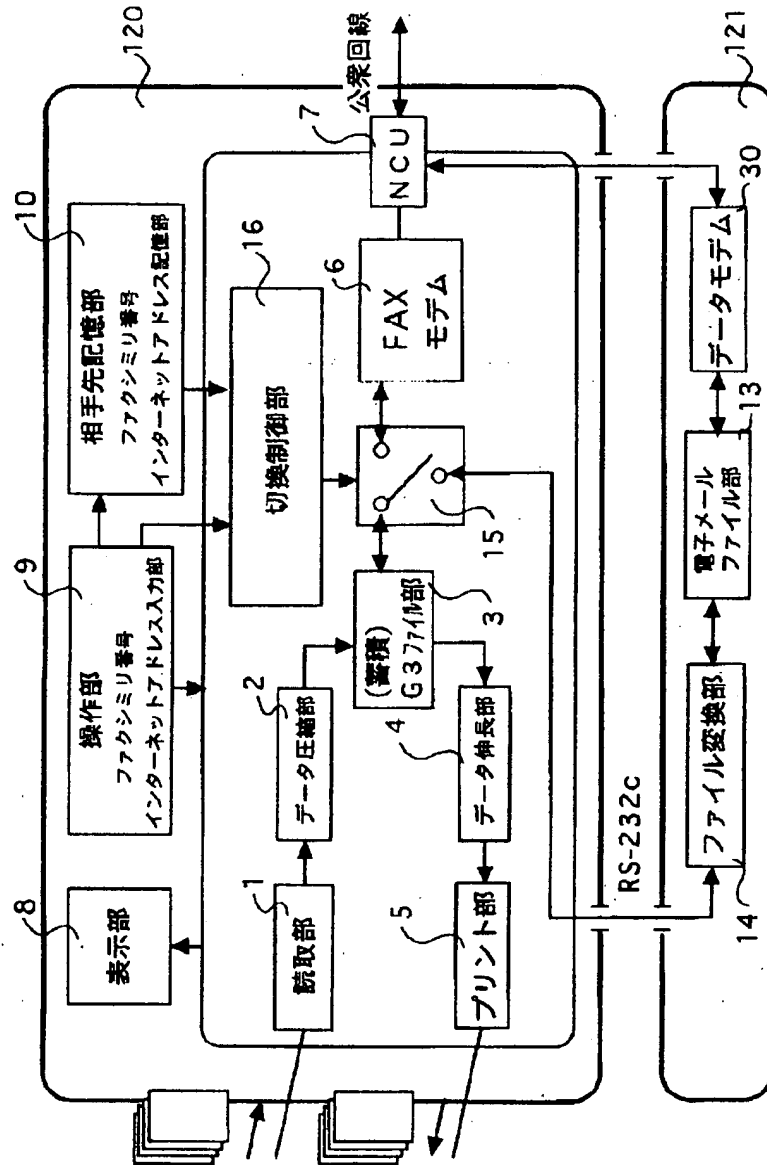 120
10
相手先記憶部
ファクシミリ番号
インターネットアドレス記憶部
9
操作部
ファクシミリ番号
インターネットアドレス入力部
8
表示部
16
切換制御部
公衆回線
7
NCU
6
FAX
モデム
15
(蓄積)
G3ファイル部
3
2
データ圧縮部
1
読取部
4
データ伸長部
5
プリント部
RS-232c
121
30
データモデム
13
電子メール
ファイル部
ファイル変換部
14